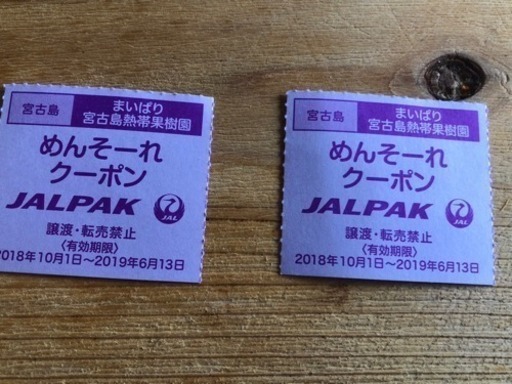 宮古島
まいぱり
宮古島熱帯果樹園
めんそーれ
クーポン
JALPAK
JAL
譲渡・転売禁止
〈有効期限〉
2018年10月1日～2019年6月13日
宮古島
まいぱり
宮古島熱帯果樹園
めんそーれ
クーポン
JALPAK
JAL
譲渡・転売禁止
〈有効期限〉
2018年10月1日～2019年6月13日